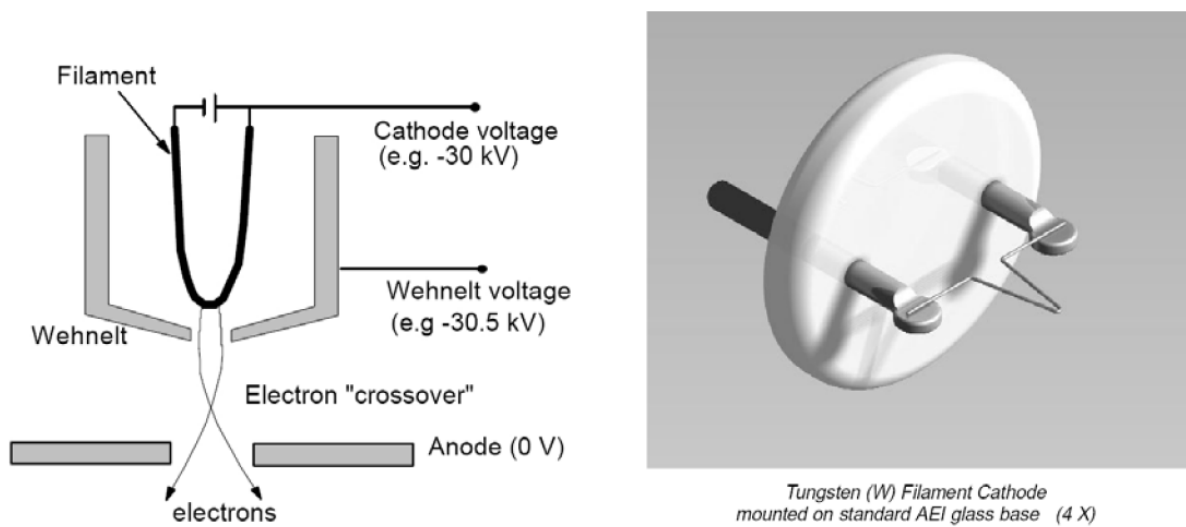 Filament
Cathode voltage
(e.g. -30 kV)
Wehnelt voltage
(e.g -30.5 kV)
Wehnelt
Electron "crossover"
Anode (0 V)
electrons
Tungsten (W) Filament Cathode
mounted on standard AEI glass base (4 X)